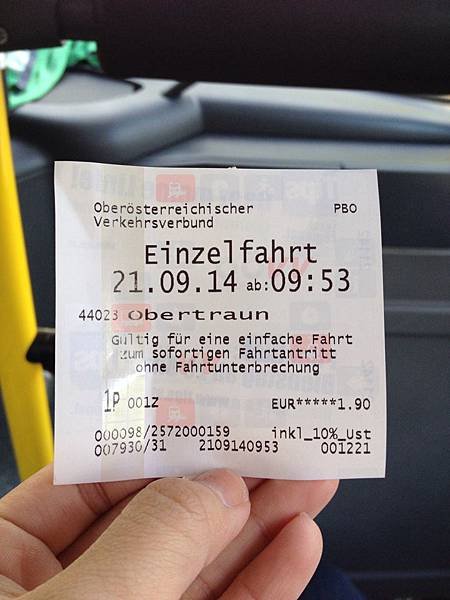 Oberösterreichischer PBO
Verkehrsverbund
Einzelfahrt
21.09.14 ab:09:53
44023 Obertraun
Gültig für eine einfache Fahrt
zum sofortigen Fahrtantritt
ohne Fahrtunterbrechung
1P 001Z EUR*****1.90
000098/2572000159 inkl_10%_Ust
007930/31 2109140953 001221